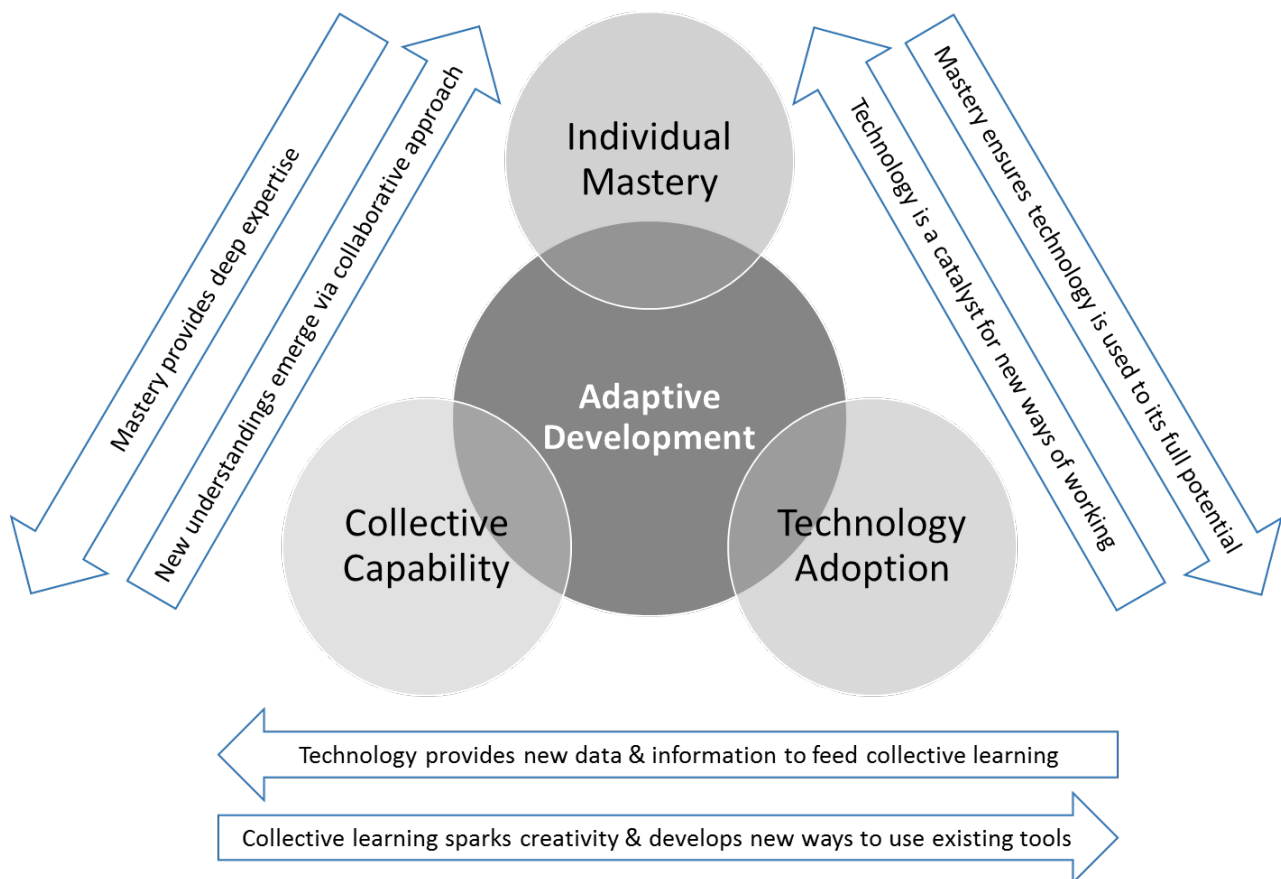 Mastery provides deep expertise
New understandings emerge via collaborative approach
Individual
Mastery
Technology is a catalyst for new ways of working
Mastery ensures technology is used to its full potential
Adaptive
Development
Collective
Capability
Technology
Adoption
Technology provides new data & information to feed collective learning
Collective learning sparks creativity & develops new ways to use existing tools